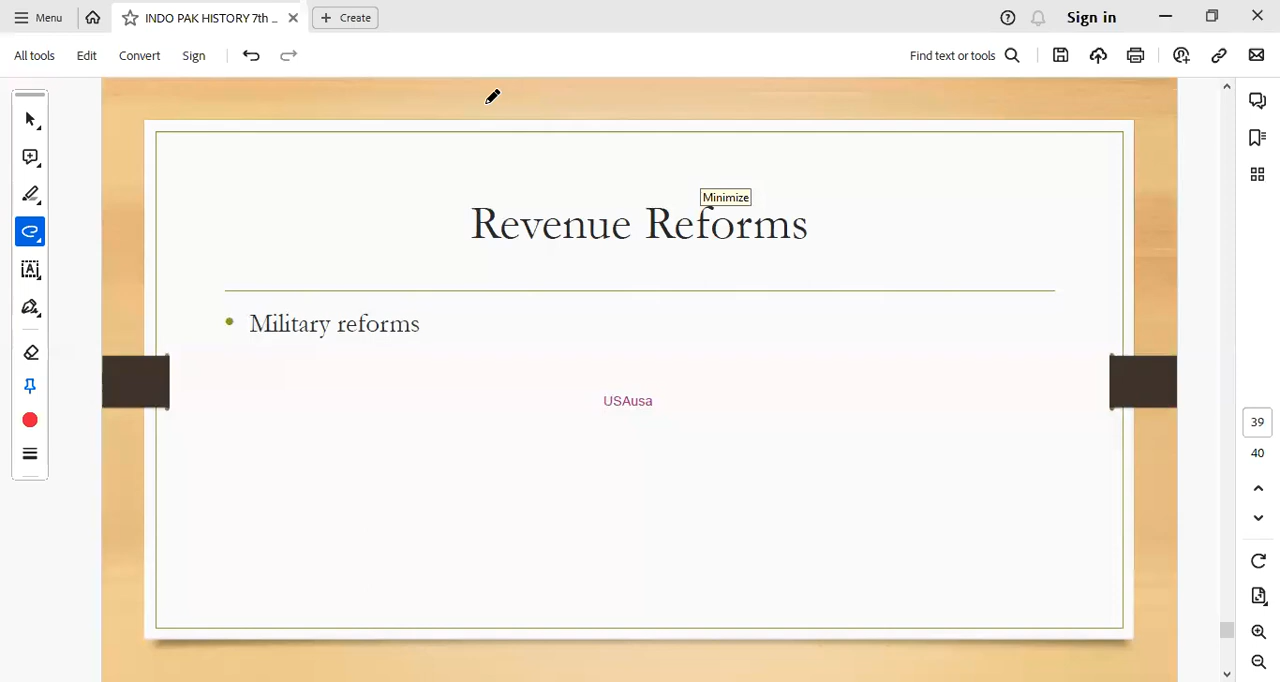 Menu
INDO PAK HISTORY 7th _
Create
Sign in
All tools
Edit
Convert
Sign
Find text or tools
Minimize
Revenue Reforms
Military reforms
USAusa
39
40